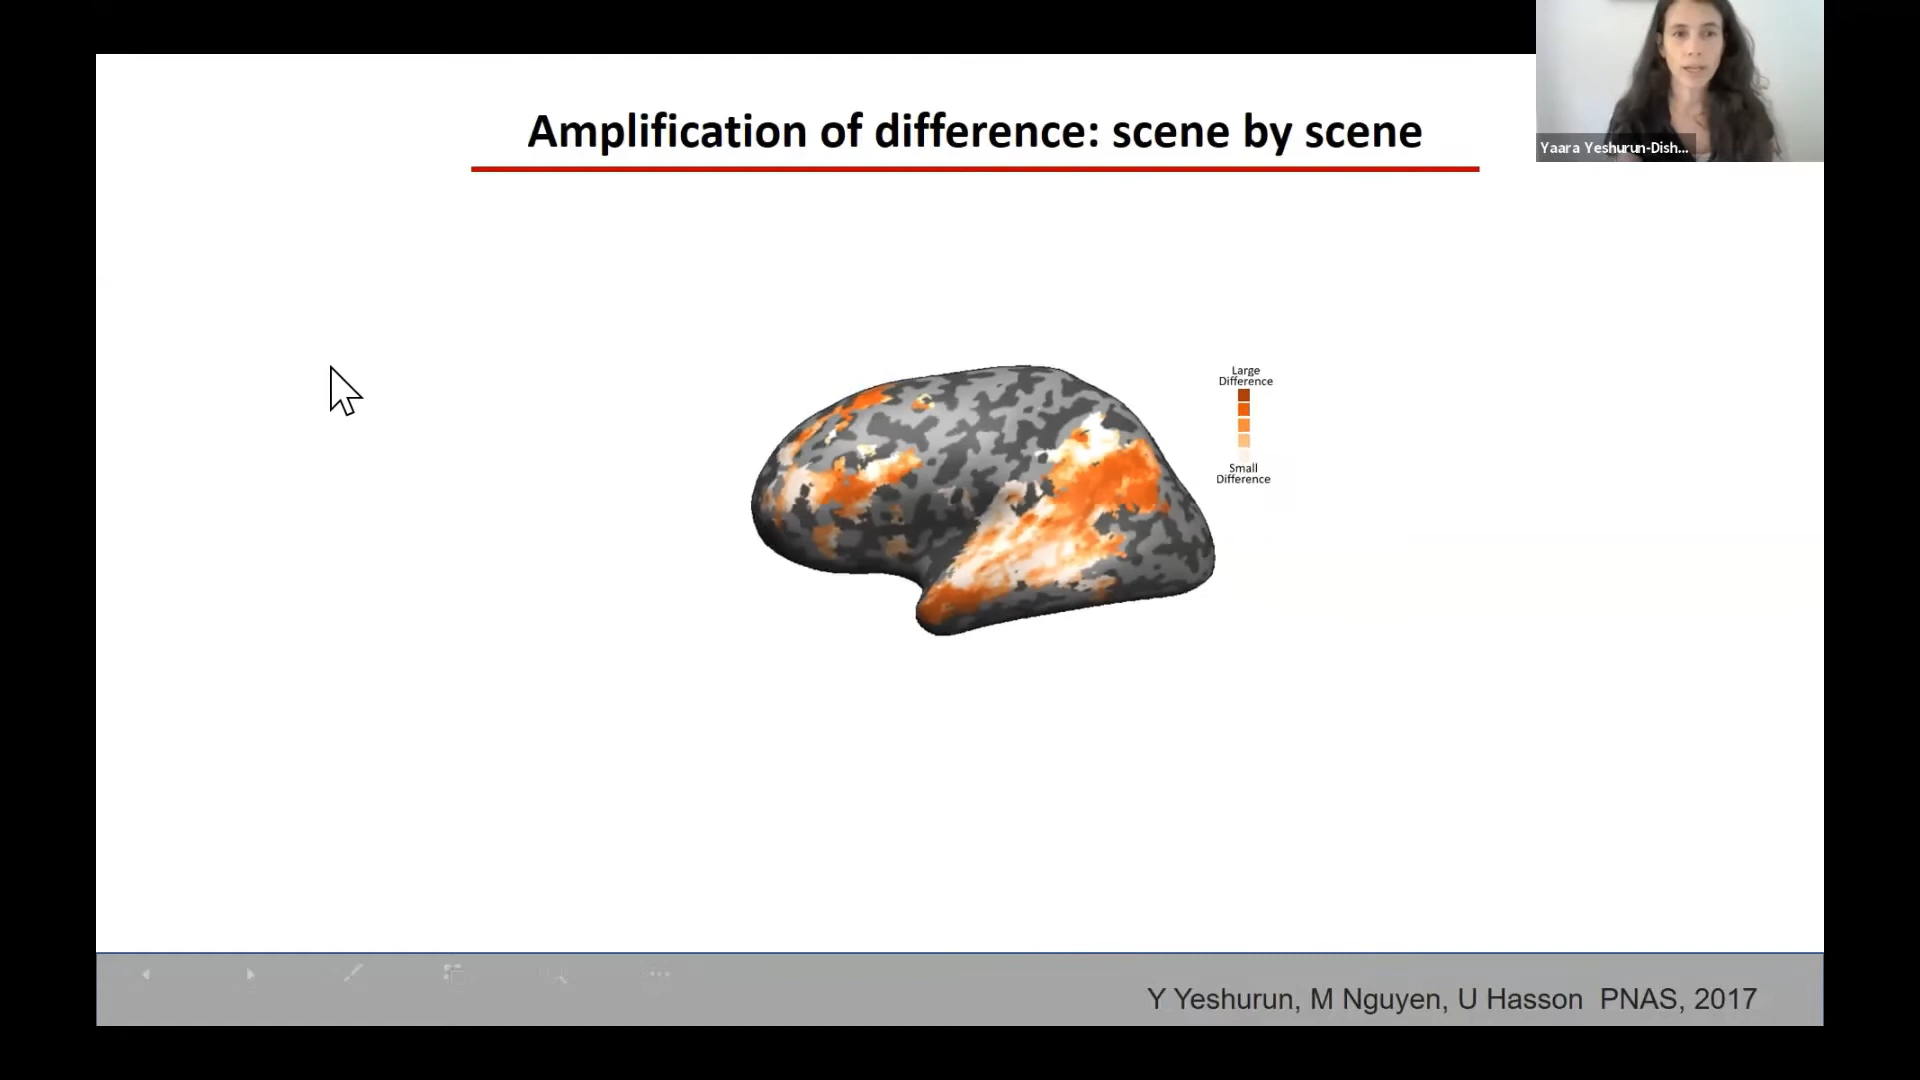 Amplification of difference: scene by scene
Yaara Yeshurun-Dish...
Large
Difference
Small
Difference
Y Yeshurun, M Nguyen, U Hasson PNAS, 2017